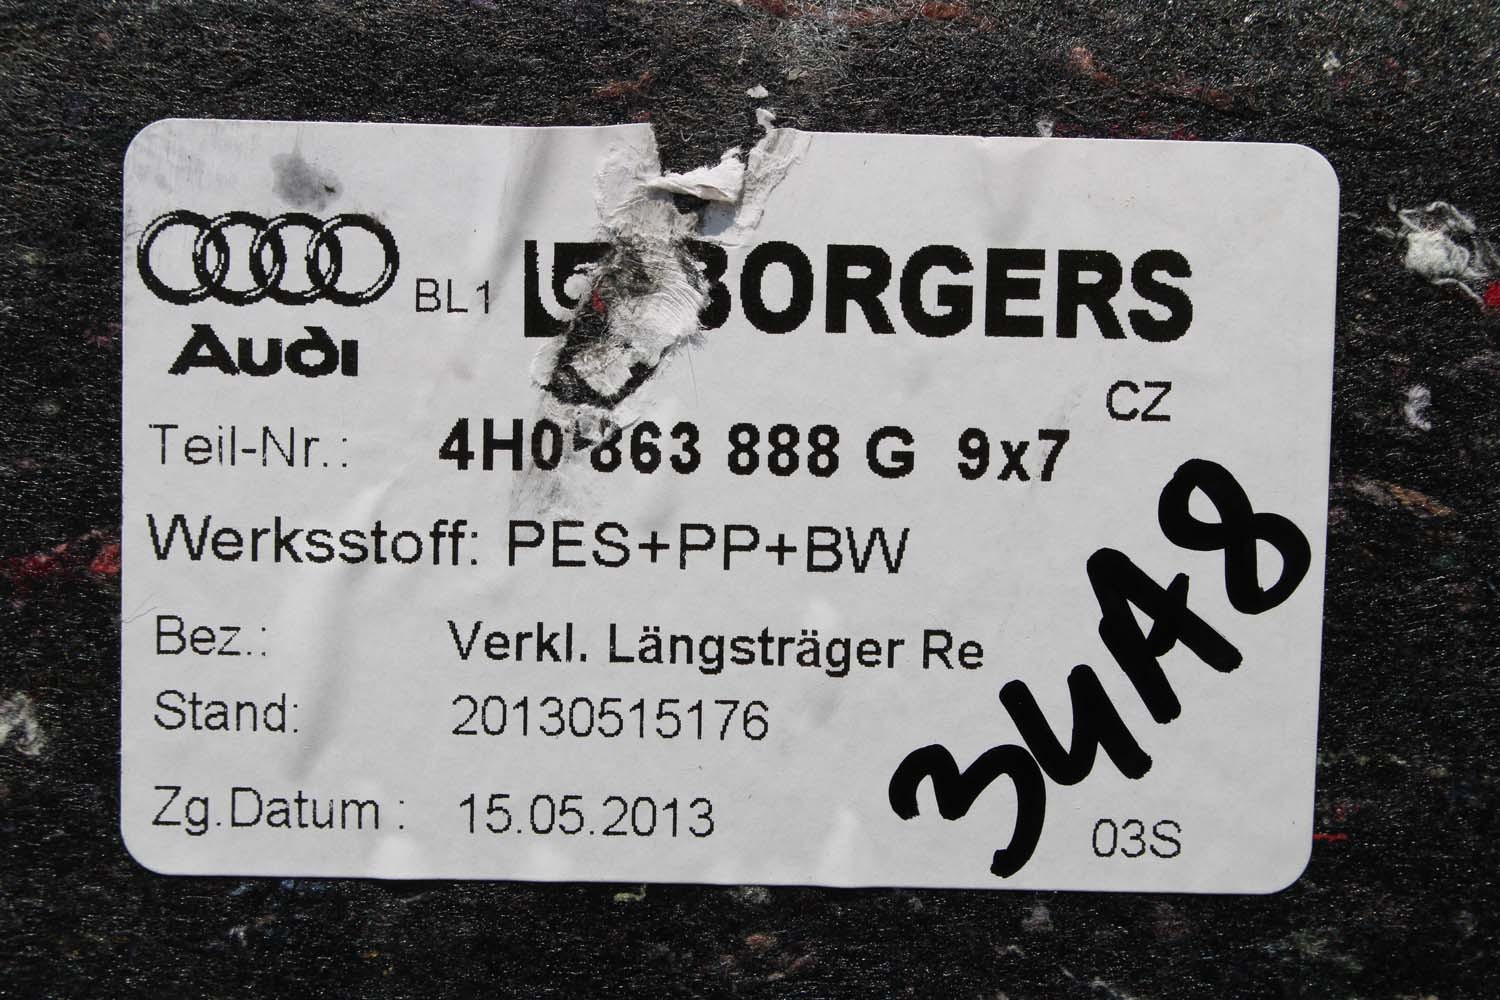 Audi
BL1 BORGERS
CZ
Teil-Nr.: 4H0 863 888 G 9x7
Werksstoff: PES+PP+BW
Bez.: Verkl. Längsträger Re
Stand: 20130515176
Zg.Datum : 15.05.2013
34A8
03S